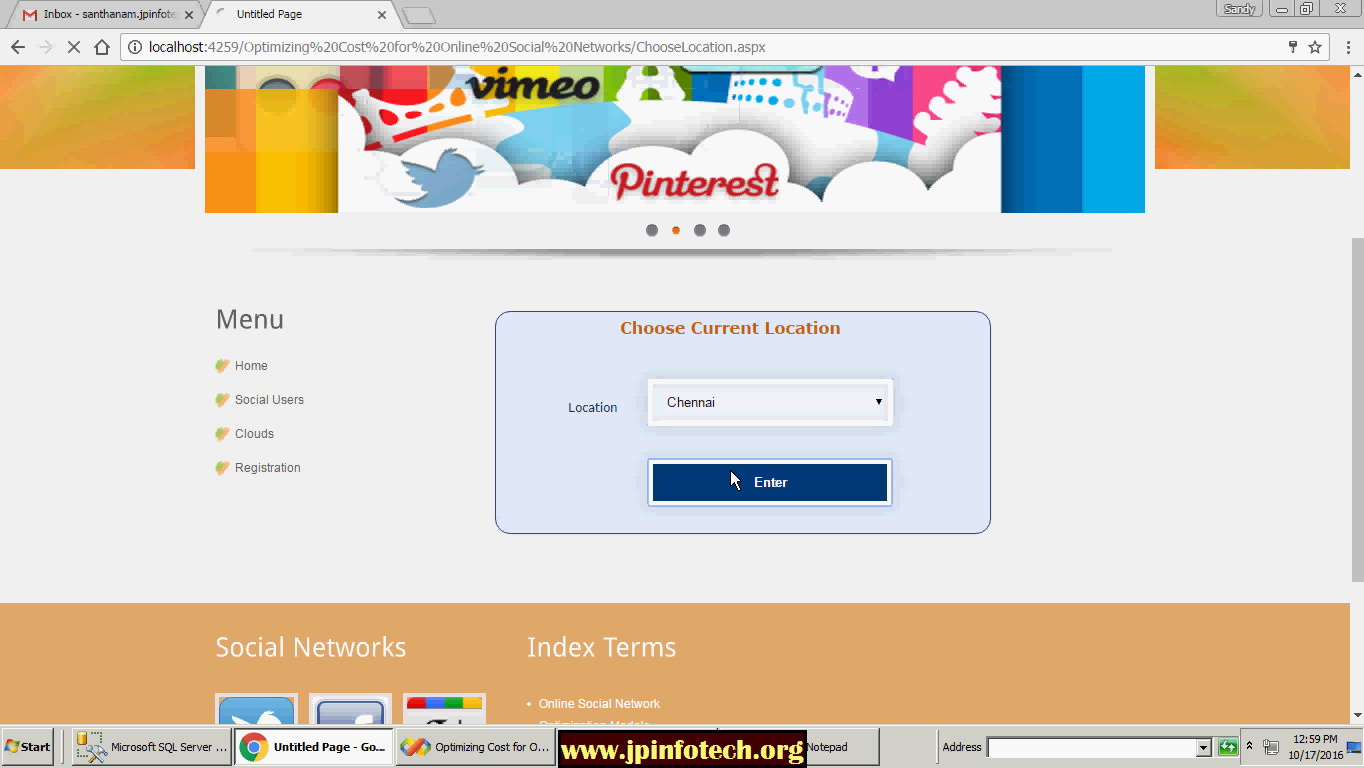 Inbox - santhanam.jpinfote
Untitled Page
Sandy
localhost:4259/Optimizing%20Cost%20for%20Online%20Social%20Networks/ChooseLocation.aspx
vimeo
Pinterest
Menu
Home
Social Users
Clouds
Registration
Choose Current Location
Location
Chennai
Enter
Social Networks
Index Terms
Online Social Network
Optimization Models
Start
Microsoft SQL Server ...
Untitled Page - Go...
Optimizing Cost for O...
www.jpinfotech.org
Notepad
Address
12:59 PM
10/17/2016